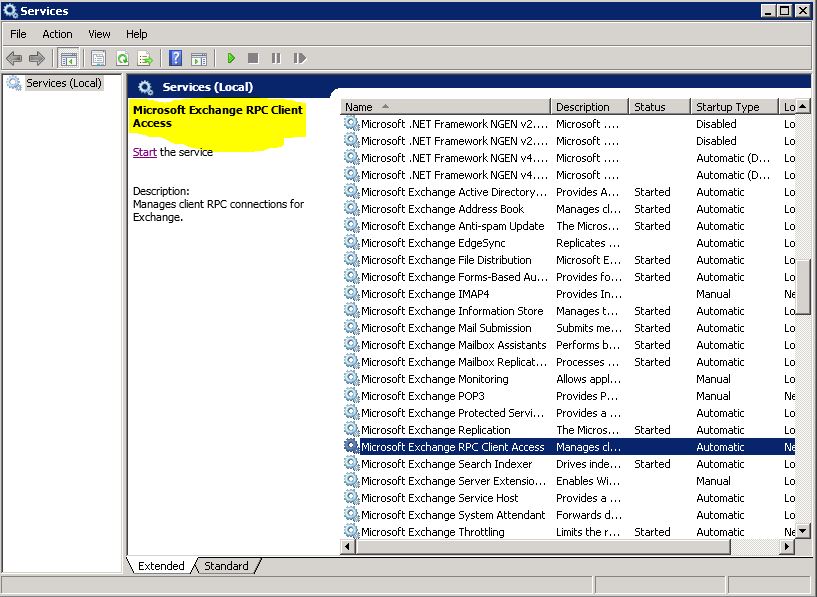 Services
File Action View Help
Services (Local)
Services (Local)
Microsoft Exchange RPC Client
Access
Start the service
Description:
Manages client RPC connections for
Exchange.
Name Description Status Startup Type Lo
Microsoft .NET Framework NGEN v2.... Microsoft .... Disabled Lo
Microsoft .NET Framework NGEN v2.... Microsoft .... Disabled Lo
Microsoft .NET Framework NGEN v4.... Microsoft .... Automatic (D... Lo
Microsoft .NET Framework NGEN v4.... Microsoft .... Automatic (D... Lo
Microsoft Exchange Active Directory... Provides A... Started Automatic Lo
Microsoft Exchange Address Book Manages cl... Started Automatic Lo
Microsoft Exchange Anti-spam Update The Micros... Started Automatic Lo
Microsoft Exchange EdgeSync Replicates ... Automatic Lo
Microsoft Exchange File Distribution Microsoft E... Started Automatic Lo
Microsoft Exchange Forms-Based Au... Provides fo... Started Automatic Lo
Microsoft Exchange IMAP4 Provides In... Manual Ne
Microsoft Exchange Information Store Manages t... Started Automatic Lo
Microsoft Exchange Mail Submission Submits me... Started Automatic Lo
Microsoft Exchange Mailbox Assistants Performs b... Started Automatic Lo
Microsoft Exchange Mailbox Replicat... Processes ... Started Automatic Lo
Microsoft Exchange Monitoring Allows appl... Manual Lo
Microsoft Exchange POP3 Provides P... Manual Ne
Microsoft Exchange Protected Servi... Provides a ... Automatic Lo
Microsoft Exchange Replication The Micros... Started Automatic Lo
Microsoft Exchange RPC Client Access Manages cl... Automatic Ne
Microsoft Exchange Search Indexer Drives inde... Started Automatic Lo
Microsoft Exchange Server Extensio... Enables Wi... Manual Lo
Microsoft Exchange Service Host Provides a ... Automatic Lo
Microsoft Exchange System Attendant Forwards d... Automatic Lo
Microsoft Exchange Throttling Limits the r... Started Automatic Ne
Extended Standard